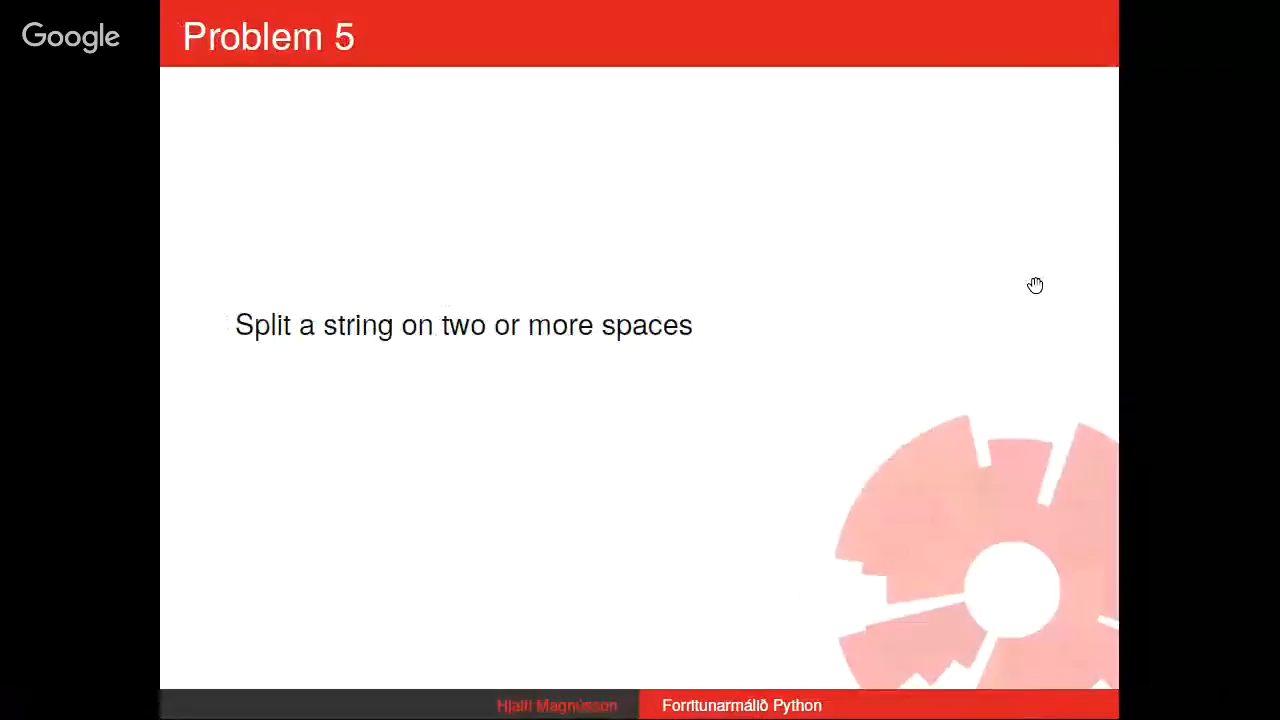 Google
Problem 5
Split a string on two or more spaces
Hjalti Magnússon
Forritunarmálið Python